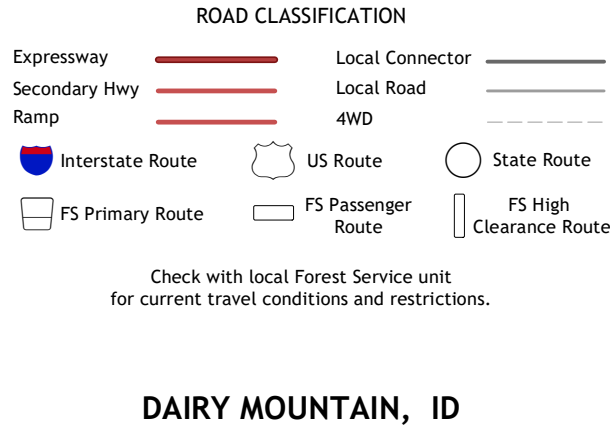 ROAD CLASSIFICATION
Expressway
Local Connector
Secondary Hwy
Local Road
Ramp
4WD
Interstate Route
US Route
State Route
FS Primary Route
FS Passenger
Route
FS High
Clearance Route
Check with local Forest Service unit
for current travel conditions and restrictions.
DAIRY MOUNTAIN, ID